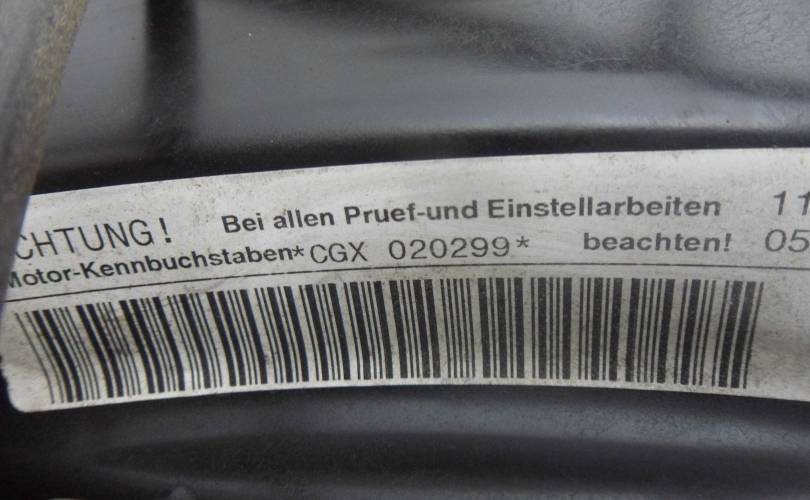 CHTUNG! Bei allen Pruef-und Einstellarbeiten 11
Motor-Kennbuchstaben*CGX 020299* beachten! 05